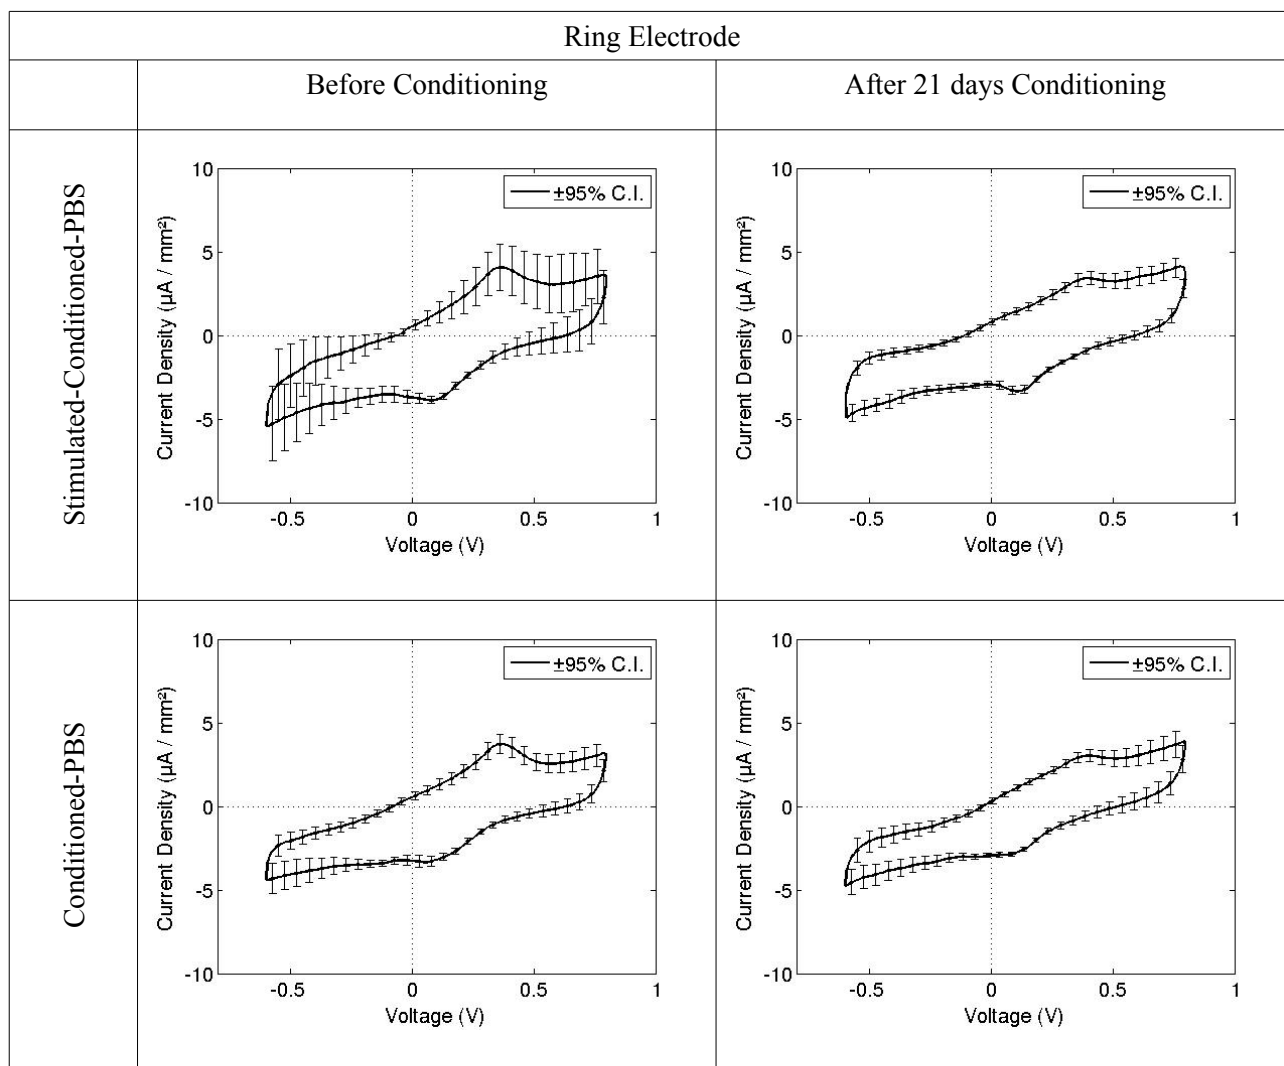 Ring Electrode
Before Conditioning
After 21 days Conditioning
Stimulated-Conditioned-PBS
10
5
0
-5
-10
-0.5
0
0.5
1
Current Density (µA / mm²)
Voltage (V)
±95% C.I.
10
5
0
-5
-10
-0.5
0
0.5
1
Current Density (µA / mm²)
Voltage (V)
±95% C.I.
Conditioned-PBS
10
5
0
-5
-10
-0.5
0
0.5
1
Current Density (µA / mm²)
Voltage (V)
±95% C.I.
10
5
0
-5
-10
-0.5
0
0.5
1
Current Density (µA / mm²)
Voltage (V)
±95% C.I.